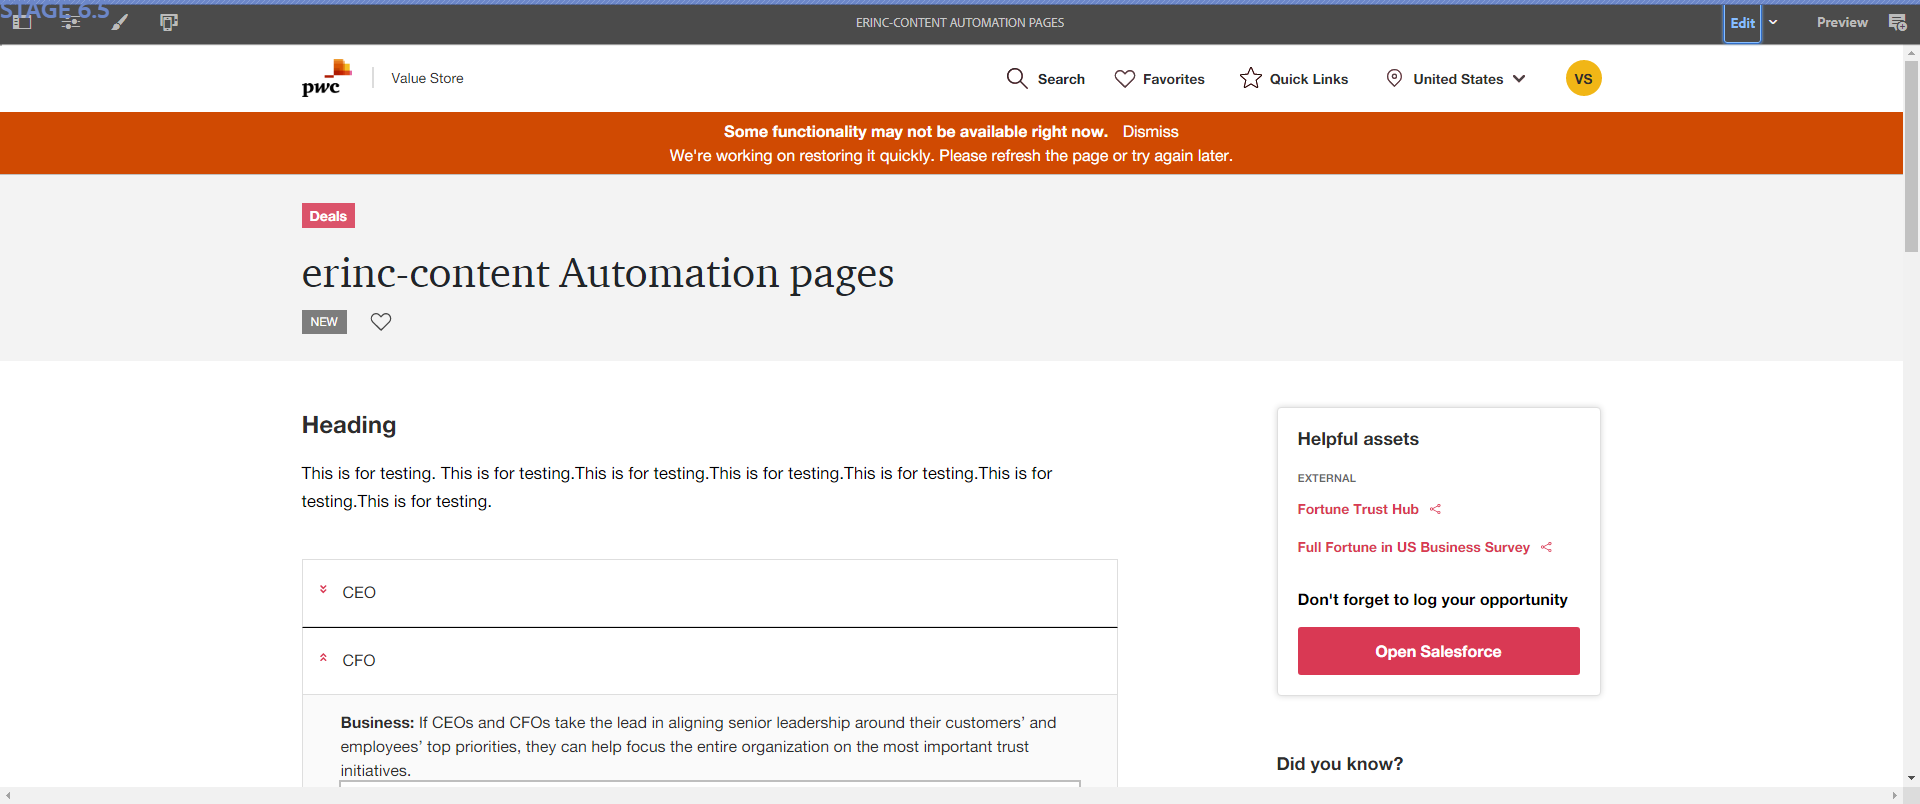 STAGE 6.5
ERINC-CONTENT AUTOMATION PAGES
Edit
Preview
pwc
Value Store
Search
Favorites
Quick Links
United States
VS
Some functionality may not be available right now. Dismiss
We're working on restoring it quickly. Please refresh the page or try again later.
Deals
erinc-content Automation pages
NEW
Heading
This is for testing. This is for testing.This is for testing.This is for testing.This is for testing.This is for
testing.This is for testing.
CEO
CFO
Business: If CEOs and CFOs take the lead in aligning senior leadership around their customers’ and
employees’ top priorities, they can help focus the entire organization on the most important trust
initiatives.
Helpful assets
EXTERNAL
Fortune Trust Hub
Full Fortune in US Business Survey
Don't forget to log your opportunity
Open Salesforce
Did you know?